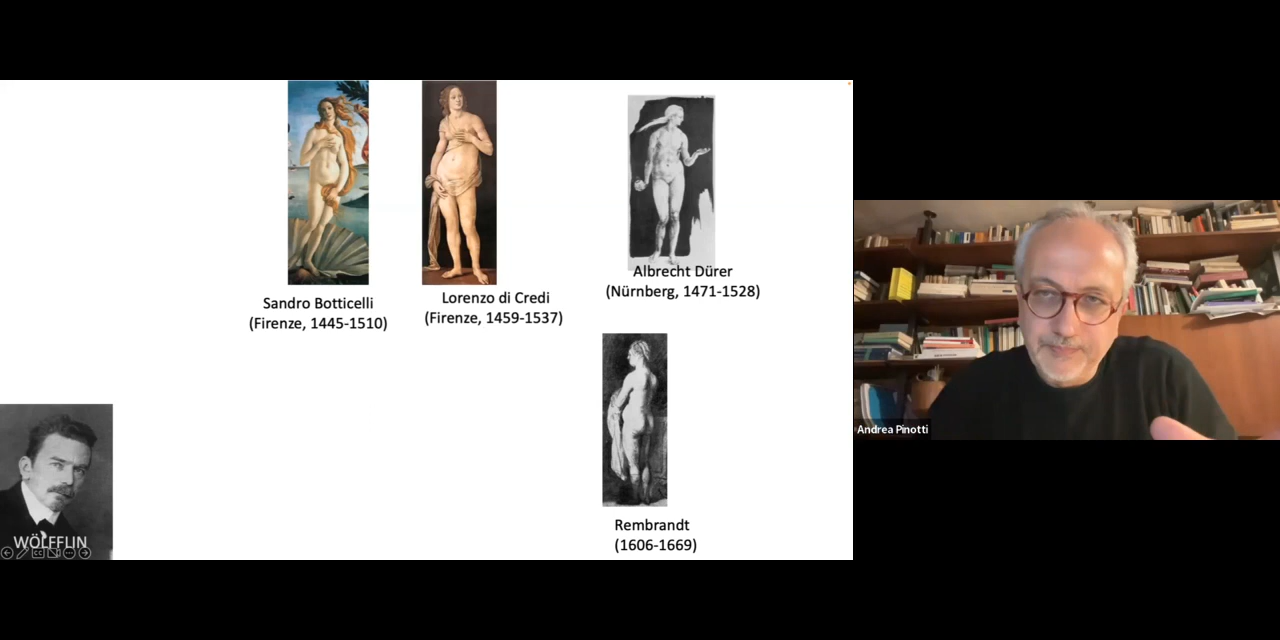 Sandro Botticelli
(Firenze, 1445-1510)
Lorenzo di Credi
(Firenze, 1459-1537)
Albrecht Dürer
(Nürnberg, 1471-1528)
Rembrandt
(1606-1669)
WÖLFFLIN
Andrea Pinotti